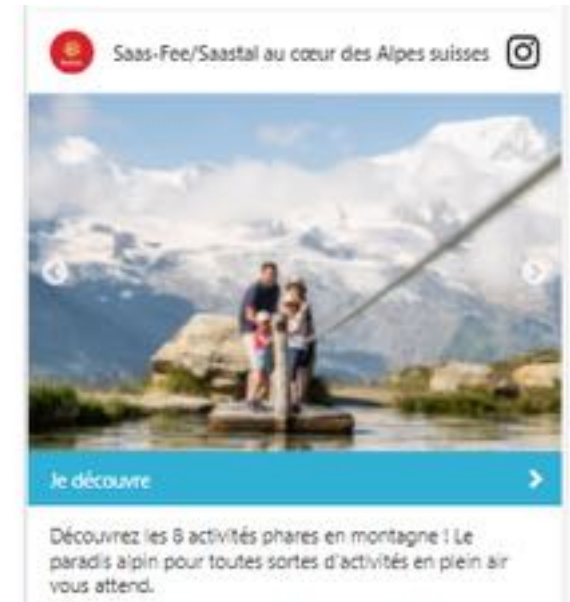 Saas-Fee/Saastal au cœur des Alpes suisses
Je découvre
Découvrez les 8 activités phares en montagne ! Le
paradis alpin pour toutes sortes d'activités en plein air
vous attend.